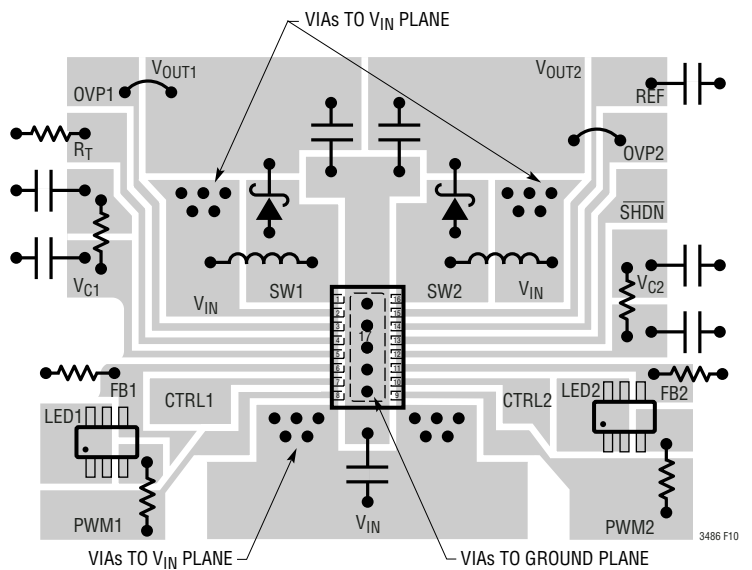 VIAs TO VIN PLANE
VOUT1
VOUT2
OVP1
REF
RT
OVP2
SHDN
VC1
VIN
SW1
SW2
VIN
VC2
1
2
3
4
5
6
7
8
17
16
15
14
13
12
11
10
9
FB1
CTRL1
CTRL2
LED2
FB2
LED1
PWM1
VIN
PWM2
3486 F10
VIAs TO VIN PLANE
VIAs TO GROUND PLANE